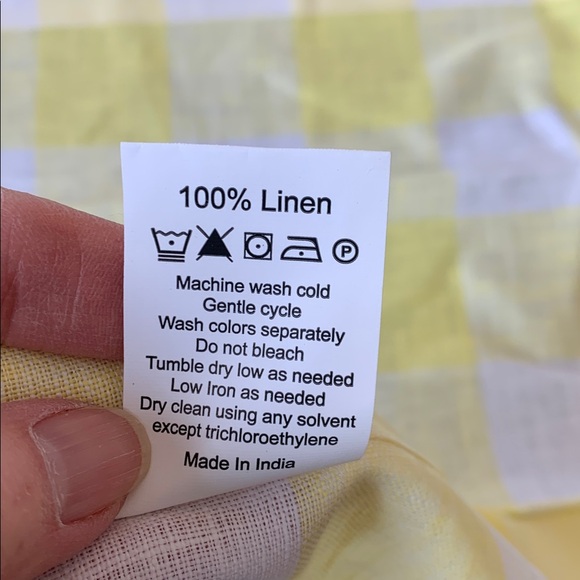 100% Linen
P
Machine wash cold
Gentle cycle
Wash colors separately
Do not bleach
Tumble dry low as needed
Low Iron as needed
Dry clean using any solvent
except trichloroethylene
Made In India